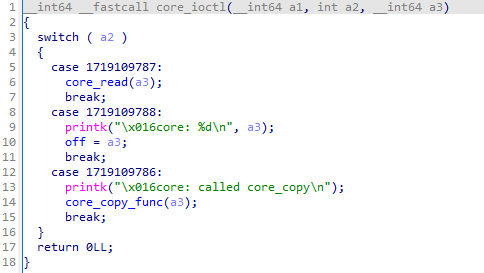 1 __int64 __fastcall core_ioctl(__int64 a1, int a2, __int64 a3)
2 {
3 switch ( a2 )
4 {
5 case 1719109787:
6 core_read(a3);
7 break;
8 case 1719109788:
9 printk("\x016core: %d\n", a3);
10 off = a3;
11 break;
12 case 1719109786:
13 printk("\x016core: called core_copy\n");
14 core_copy_func(a3);
15 break;
16 }
17 return 0LL;
18 }